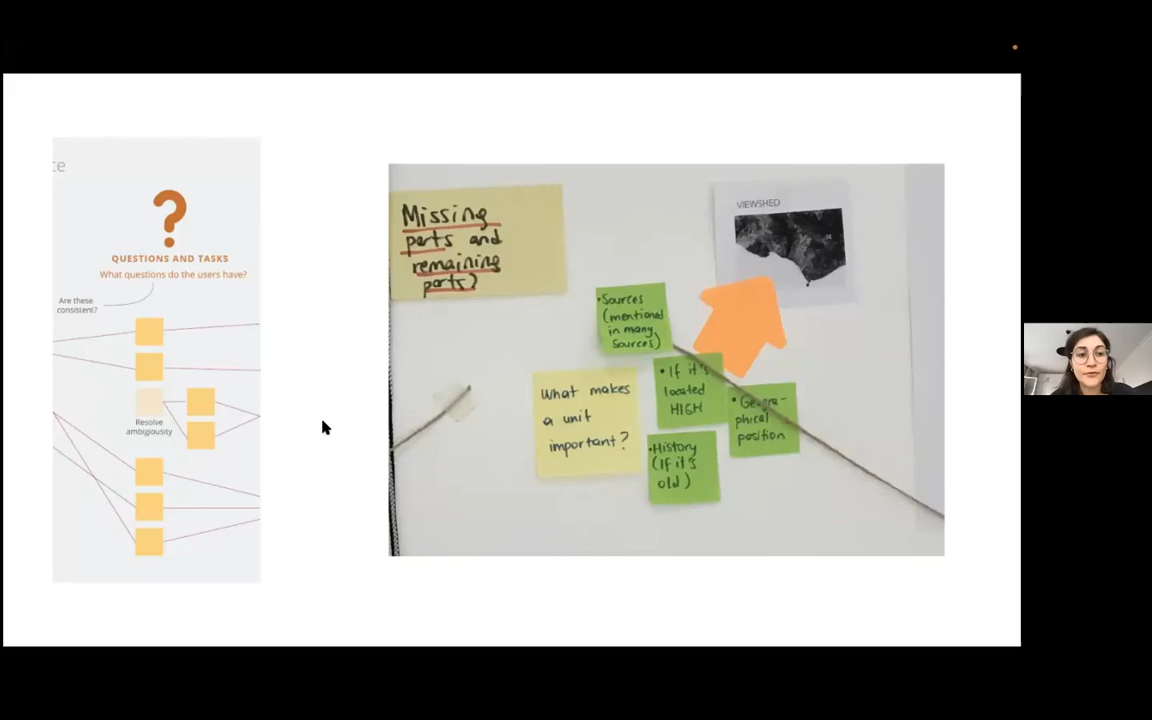 ce
QUESTIONS AND TASKS
What questions do the users have?
Are these
consistent?
Resolve
ambigiousity
Missing
parts and
remaining
parts?
VIEWSHED
•Sources
(mentioned
in many
Sources)
• If it's
located
HIGH
• Geogra-
phical
position
What makes
a unit
important?
•History
(If it's
old)